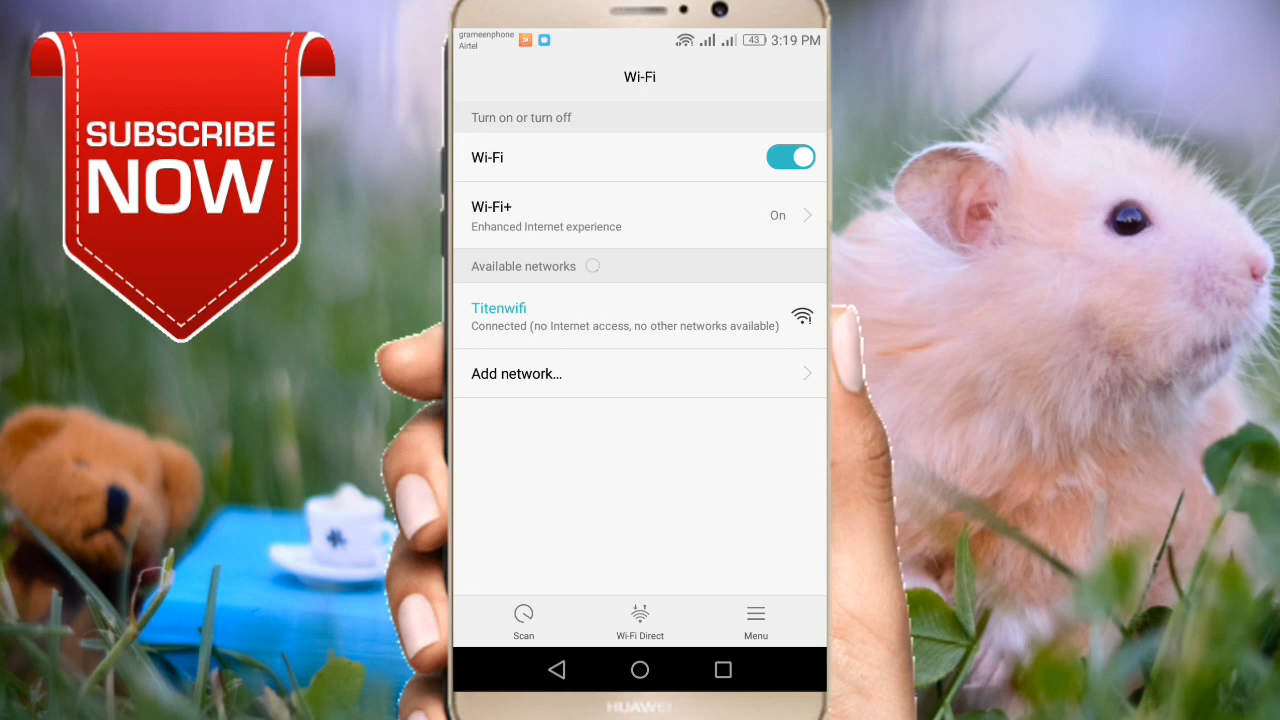 SUBSCRIBE
NOW
grameenphone
Airtel
43 3:19 PM
Wi-Fi
Turn on or turn off
Wi-Fi
Wi-Fi+
Enhanced Internet experience
On
Available networks
Titenwifi
Connected (no Internet access, no other networks available)
Add network...
Scan
Wi-Fi Direct
Menu
HUAWEI